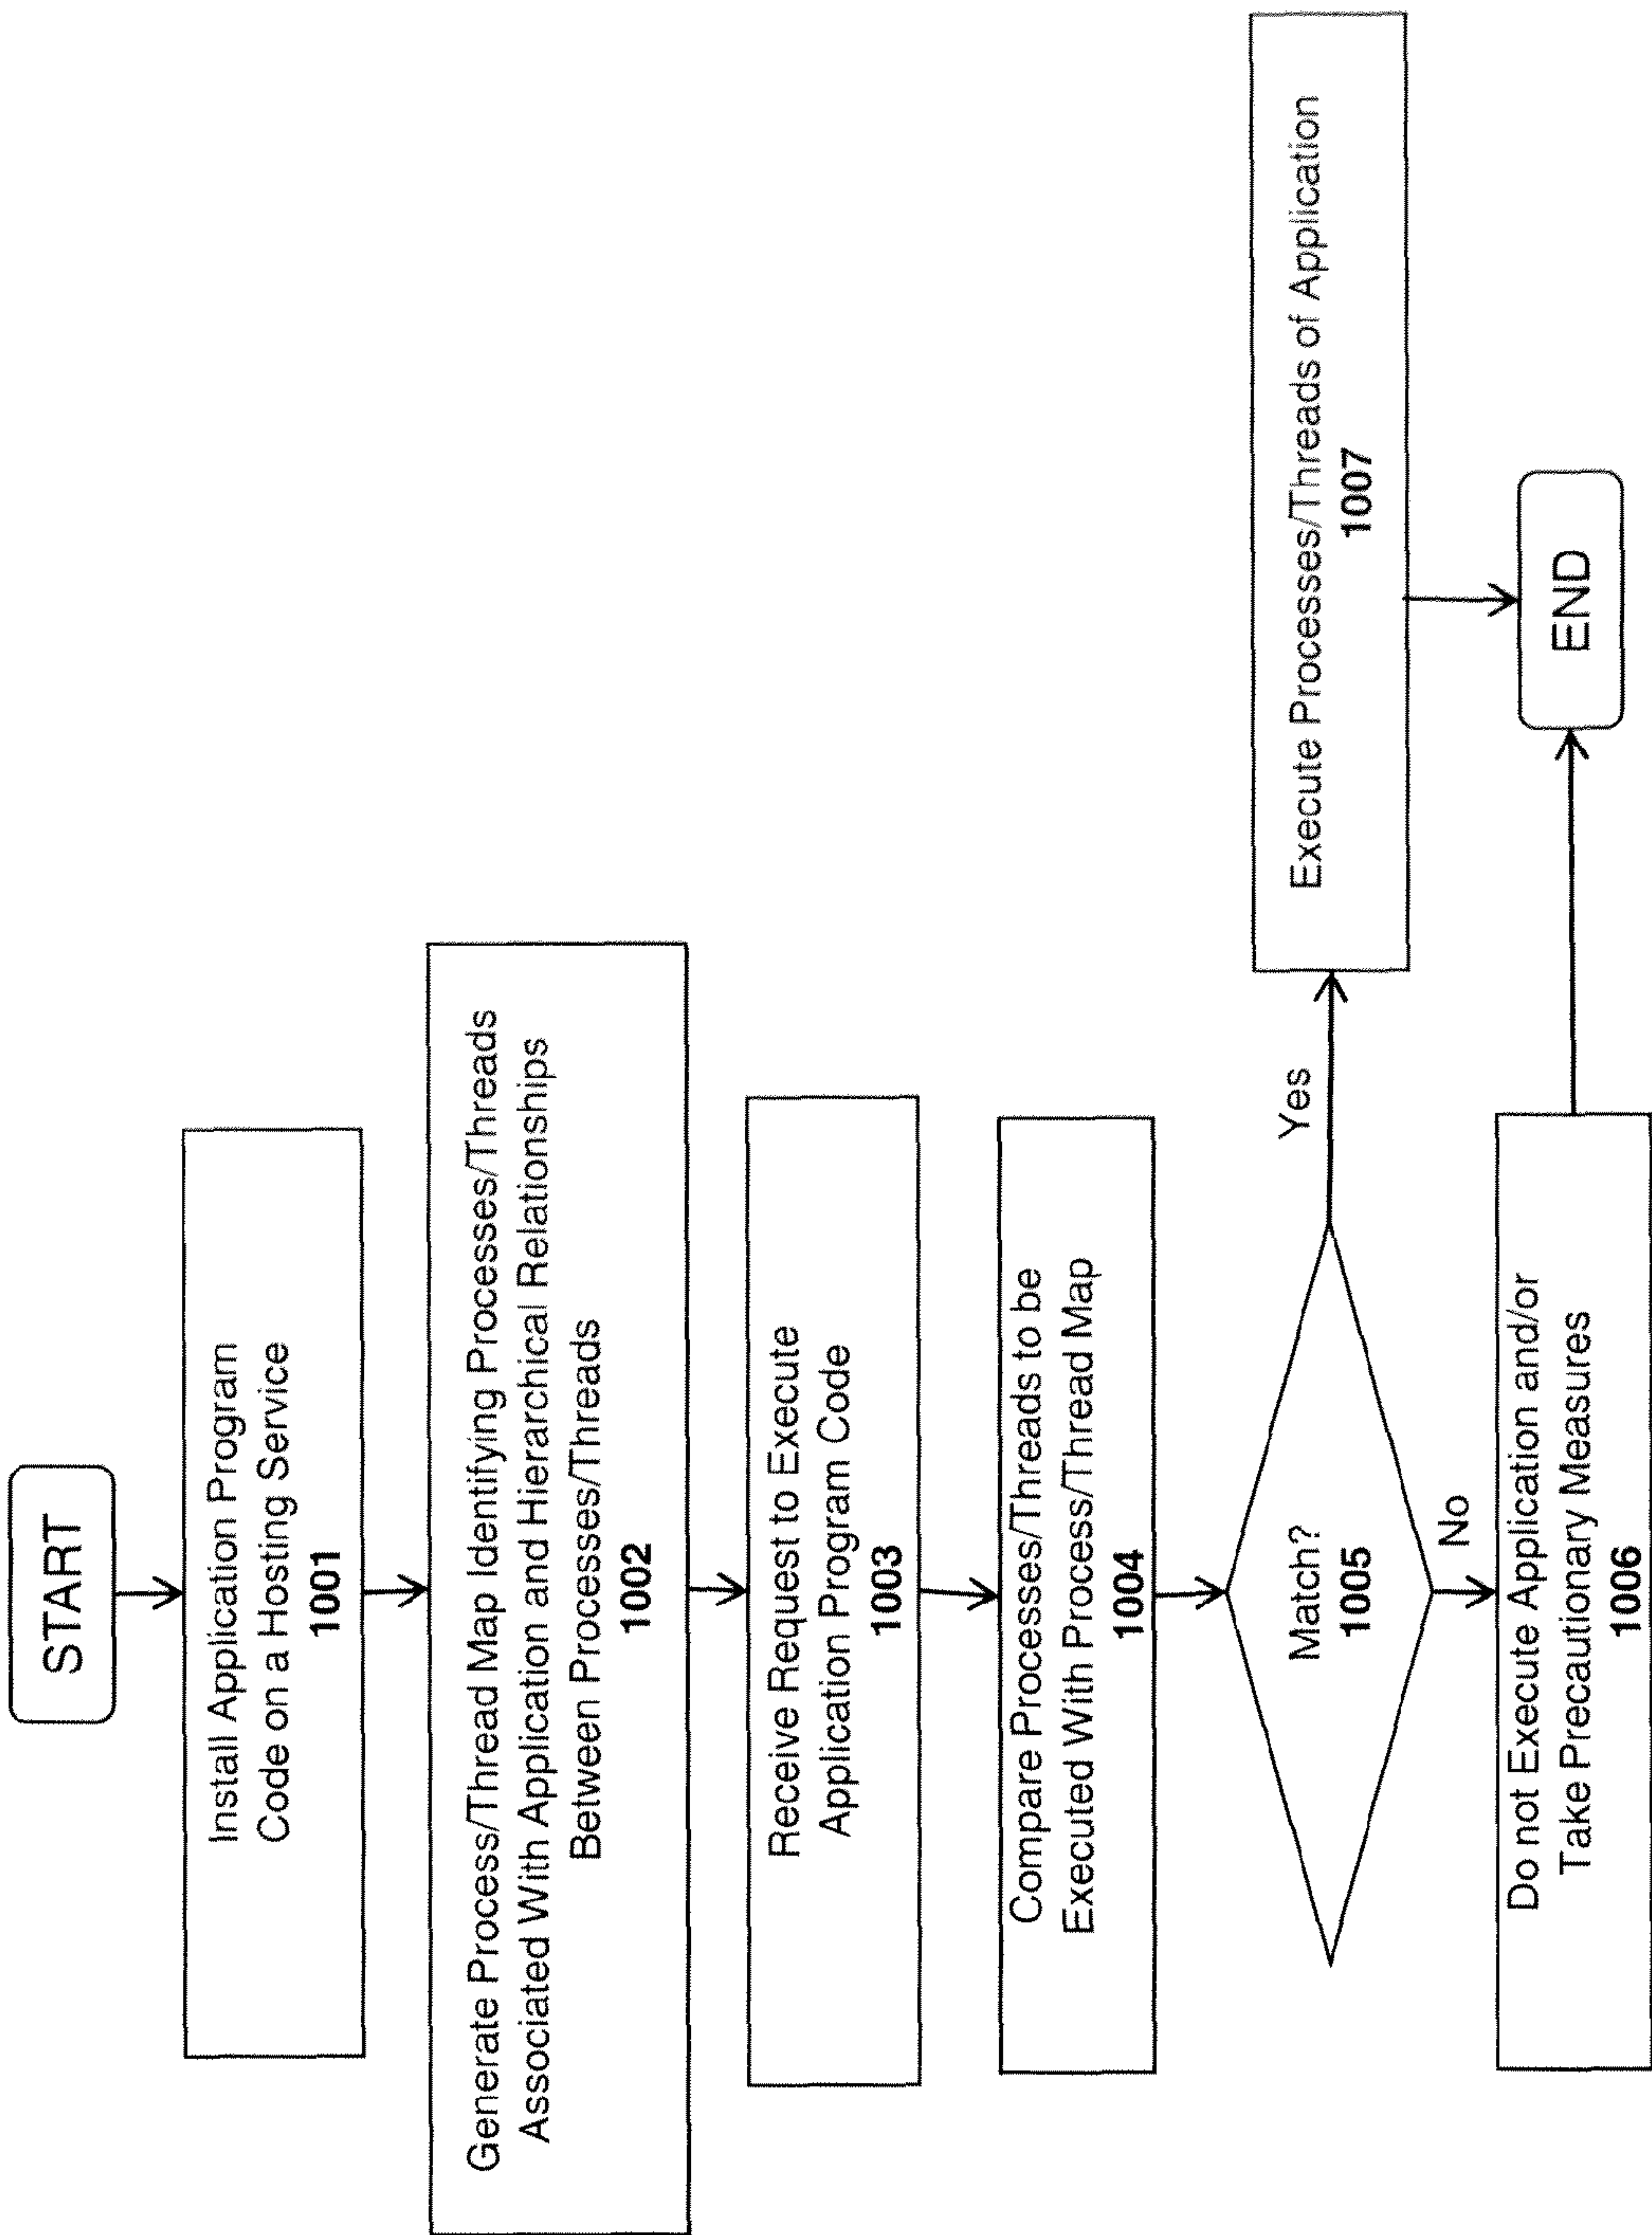 START
Install Application Program
Code on a Hosting Service
1001
Generate Process/Thread Map Identifying Processes/Threads
Associated With Application and Hierarchical Relationships
Between Processes/Threads
1002
Receive Request to Execute
Application Program Code
1003
Compare Processes/Threads to be
Executed With Process/Thread Map
1004
Match?
1005
Yes
Execute Processes/Threads of Application
1007
No
Do not Execute Application and/or
Take Precautionary Measures
1006
END